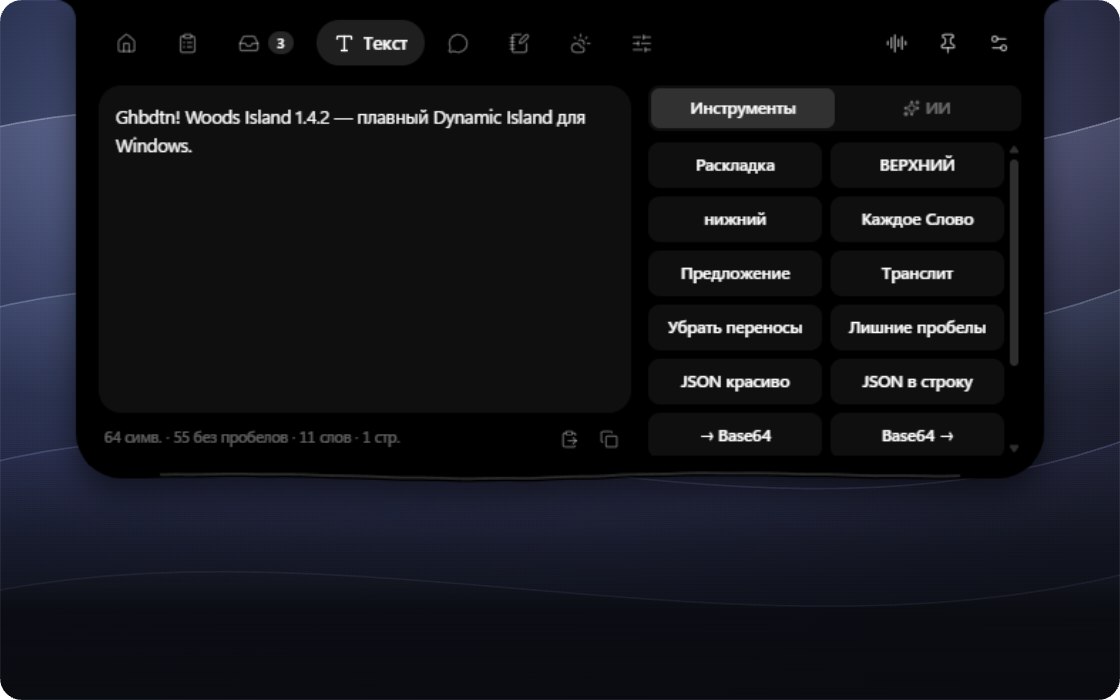 3
Текст
Ghbdtn! Woods Island 1.4.2 — плавный Dynamic Island для
Windows.
64 симв. · 55 без пробелов · 11 слов · 1 стр.
Инструменты
ИИ
Раскладка
ВЕРХНИЙ
нижний
Каждое Слово
Предложение
Транслит
Убрать переносы
Лишние пробелы
JSON красиво
JSON в строку
→ Base64
Base64 →